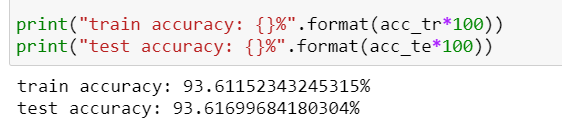 print("train accuracy: {}%".format(acc_tr*100))
print("test accuracy: {}%".format(acc_te*100))
train accuracy: 93.61152343245315%
test accuracy: 93.61699684180304%